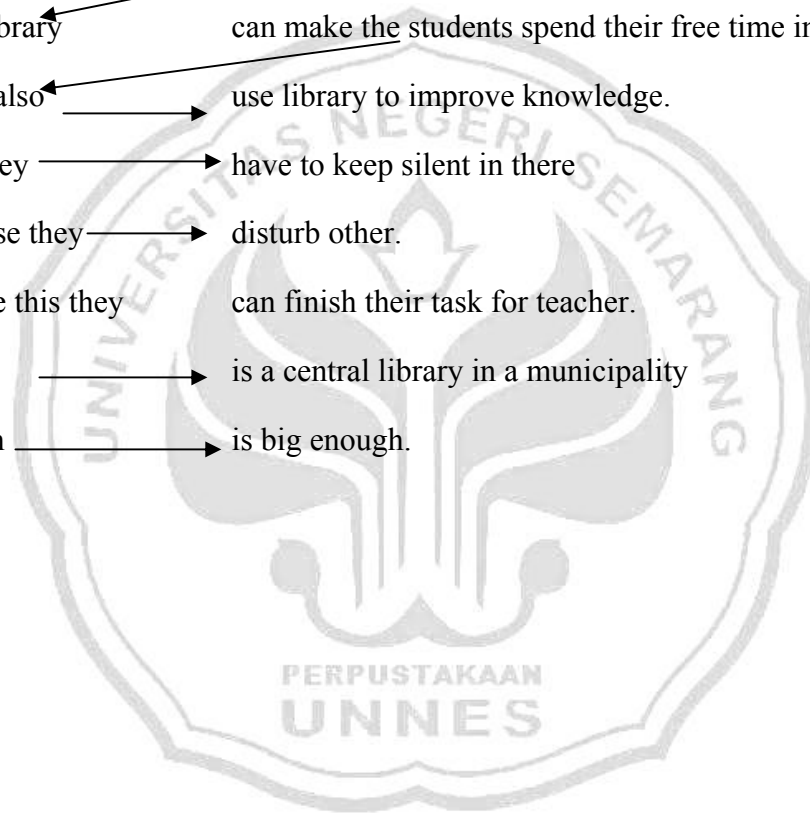 brary can make the students spend their free time in
also use library to improve knowledge.
ey have to keep silent in there
se they disturb other.
e this they can finish their task for teacher.
is a central library in a municipality
n is big enough.
UNIVERSITAS NEGERI SEMARANG
PERPUSTAKAAN
UNNES